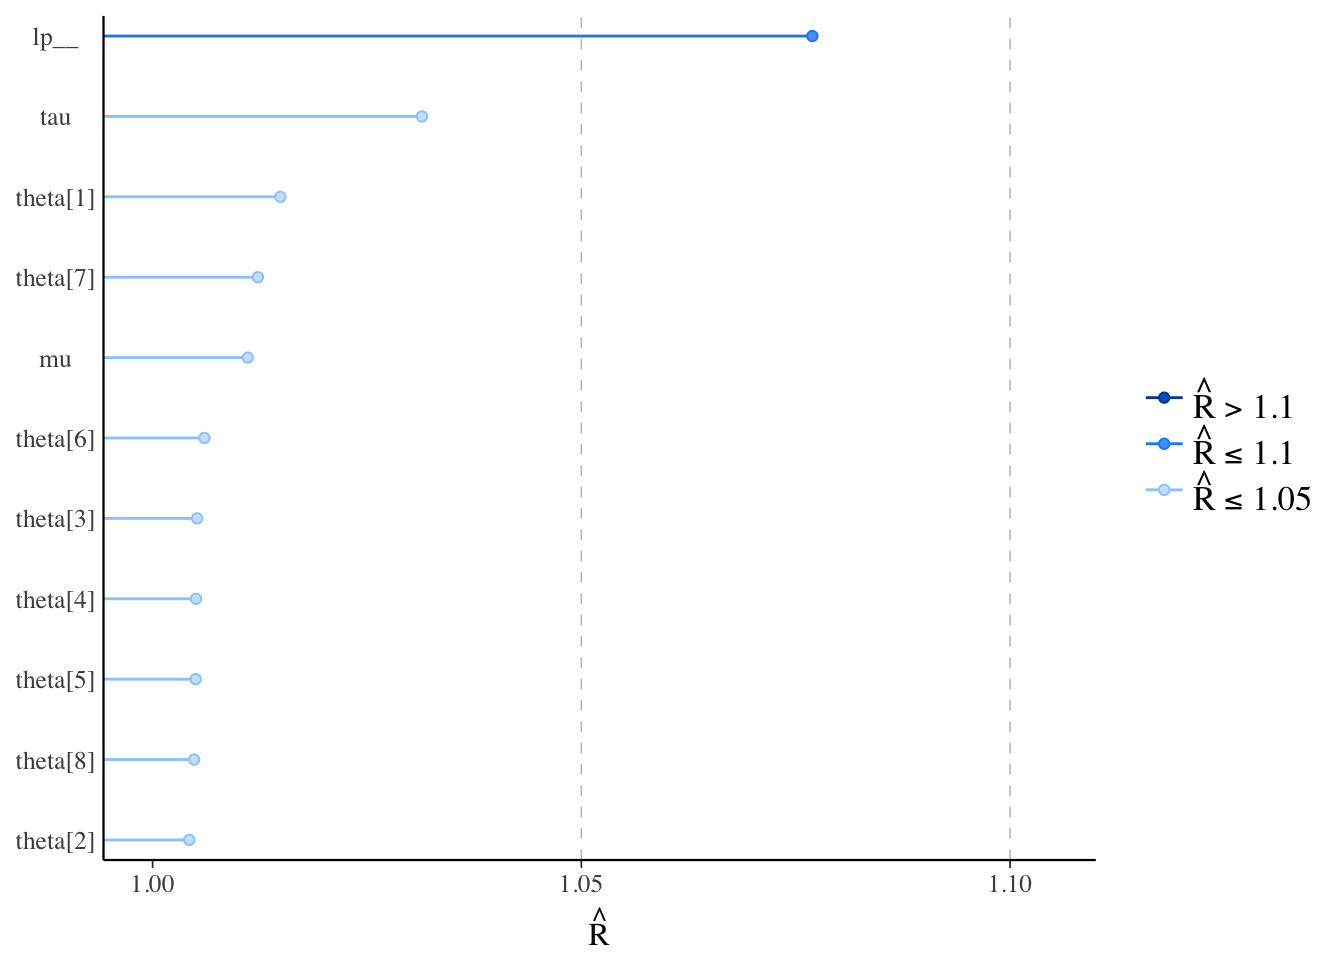 lp__
tau
theta[1]
theta[7]
mu
theta[6]
theta[3]
theta[4]
theta[5]
theta[8]
theta[2]
1.00 1.05 1.10
R̂
R̂ > 1.1
R̂ ≤ 1.1
R̂ ≤ 1.05